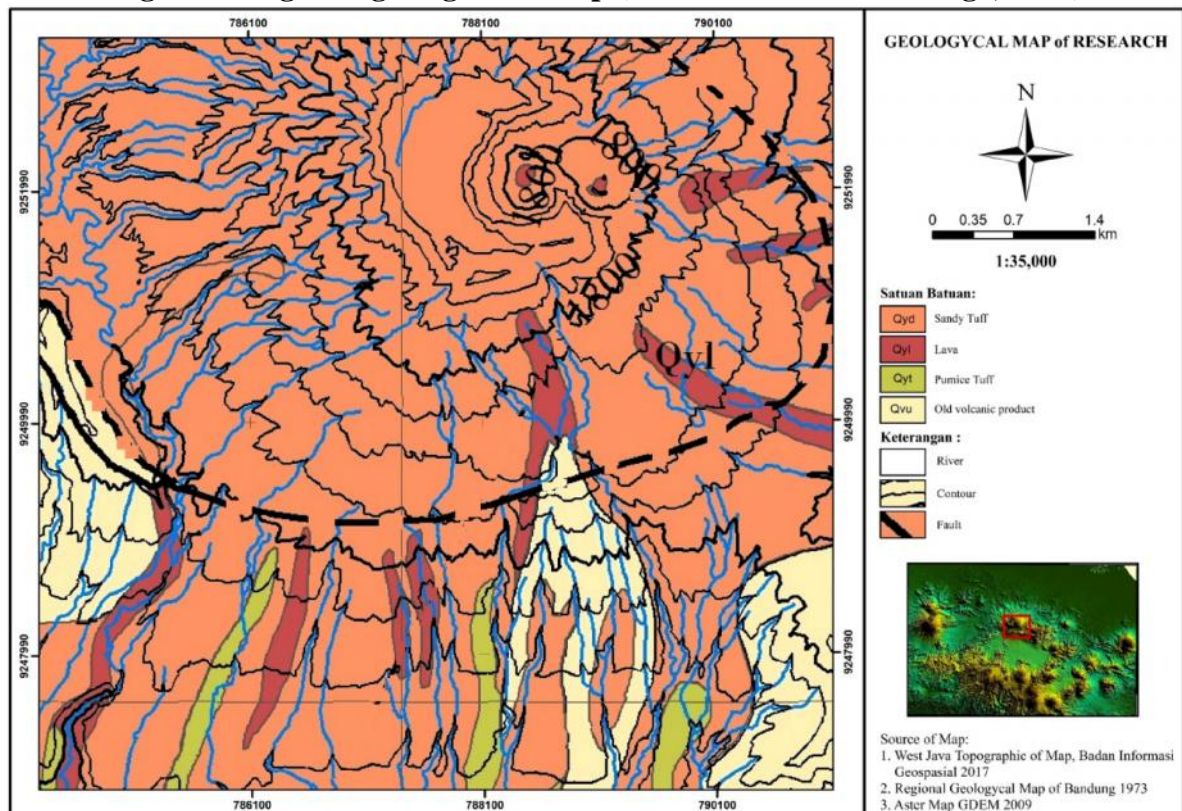 786100 788100 790100
9251990 9251990
9249990 9249990
9247990 9247990
1800
1800
1800
Qyl
786100 788100 790100
GEOLOGYCAL MAP of RESEARCH
N
0 0.35 0.7 1.4
km
1:35,000
Satuan Batuan:
Qyd Sandy Tuff
Qyl Lava
Qyt Pumice Tuff
Qvu Old volcanic product
Keterangan :
River
Contour
Fault
Source of Map:
1. West Java Topographic of Map, Badan Informasi
Geospasial 2017
2. Regional Geologycal Map of Bandung 1973
3. Aster Map GDEM 2009